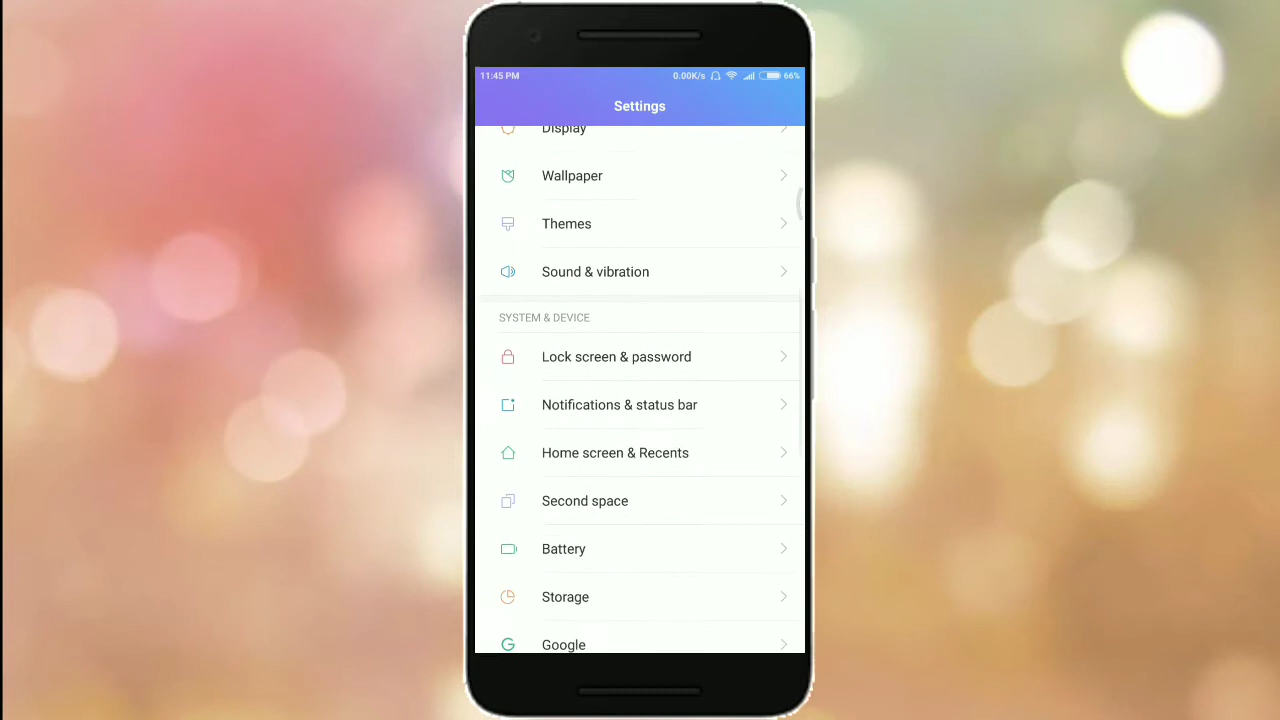 11:45 PM 0.00K/s 66%
Settings
Display
Wallpaper
Themes
Sound & vibration
SYSTEM & DEVICE
Lock screen & password
Notifications & status bar
Home screen & Recents
Second space
Battery
Storage
Google